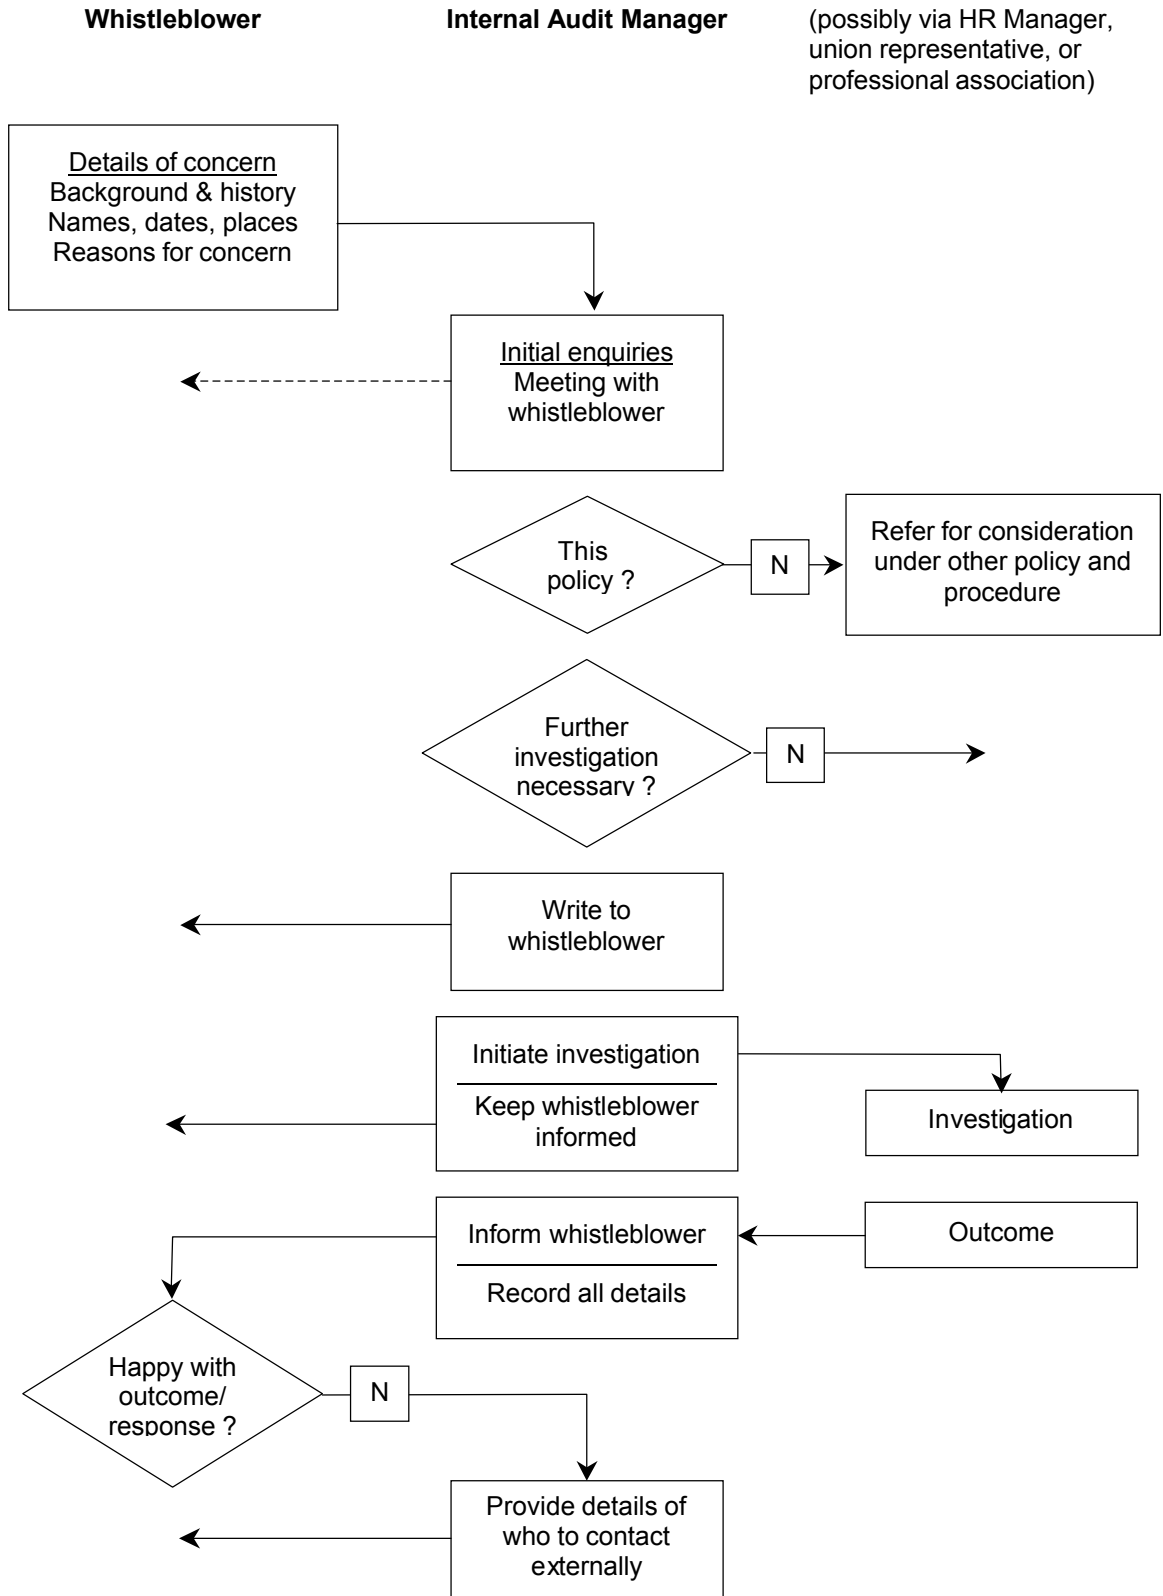 Whistleblower
Internal Audit Manager
(possibly via HR Manager,
union representative, or
professional association)
Details of concern
Background & history
Names, dates, places
Reasons for concern
Initial enquiries
Meeting with
whistleblower
This
policy ?
N
Refer for consideration
under other policy and
procedure
Further
investigation
necessary ?
N
Write to
whistleblower
Initiate investigation
Keep whistleblower
informed
Investigation
Inform whistleblower
Record all details
Outcome
Happy with
outcome/
response ?
N
Provide details of
who to contact
externally